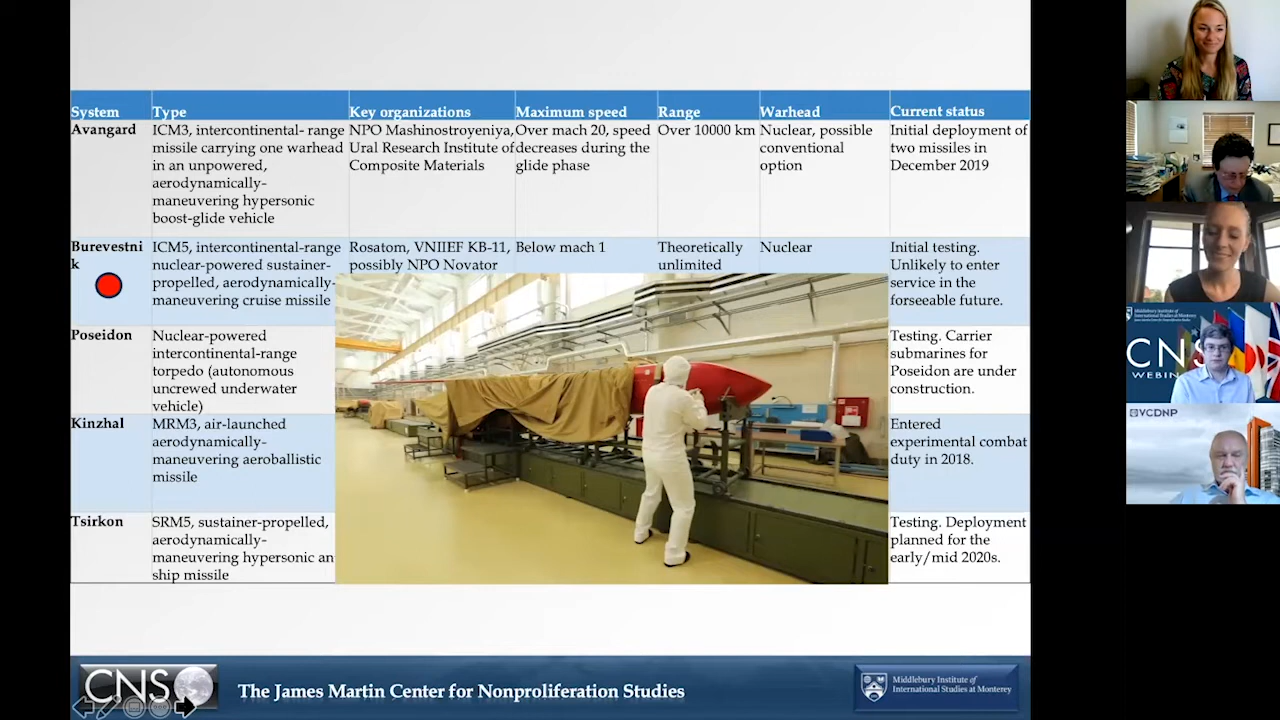 System Type Key organizations Maximum speed Range Warhead Current status
Avangard
ICM3, intercontinental- range
missile carrying one warhead
in an unpowered,
aerodynamically-
maneuvering hypersonic
boost-glide vehicle
NPO Mashinostroyeniya,
Ural Research Institute of
Composite Materials
Over mach 20, speed
decreases during the
glide phase
Over 10000 km
Nuclear, possible
conventional
option
Initial deployment of
two missiles in
December 2019
Burevestni
k
ICM5, intercontinental-range
nuclear-powered sustainer-
propelled, aerodynamically-
maneuvering cruise missile
Rosatom, VNIIEF KB-11,
possibly NPO Novator
Below mach 1
Theoretically
unlimited
Nuclear
Initial testing.
Unlikely to enter
service in the
forseeable future.
Poseidon
Nuclear-powered
intercontinental-range
torpedo (autonomous
uncrewed underwater
vehicle)
Testing. Carrier
submarines for
Poseidon are under
construction.
Kinzhal
MRM3, air-launched
aerodynamically-
maneuvering aeroballistic
missile
Entered
experimental combat
duty in 2018.
Tsirkon
SRM5, sustainer-propelled,
aerodynamically-
maneuvering hypersonic an
ship missile
Testing. Deployment
planned for the
early/mid 2020s.
CNS
The James Martin Center for Nonproliferation Studies
Middlebury Institute of
International Studies at Monterey
Middlebury Institute of
International Studies at Monterey
CNS
WEBIN
VCDNP